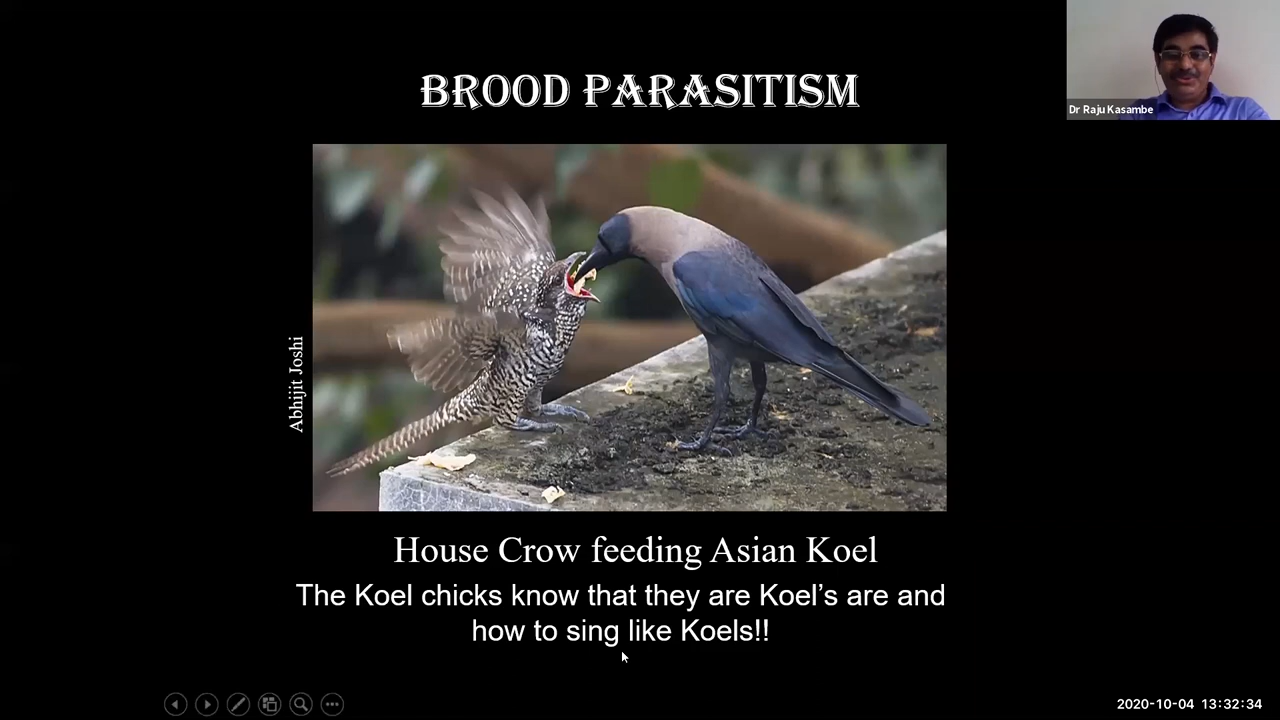 BROOD PARASITISM
Dr Raju Kasambe
Abhijit Joshi
House Crow feeding Asian Koel
The Koel chicks know that they are Koel’s are and
how to sing like Koels!!
2020-10-04 13:32:34